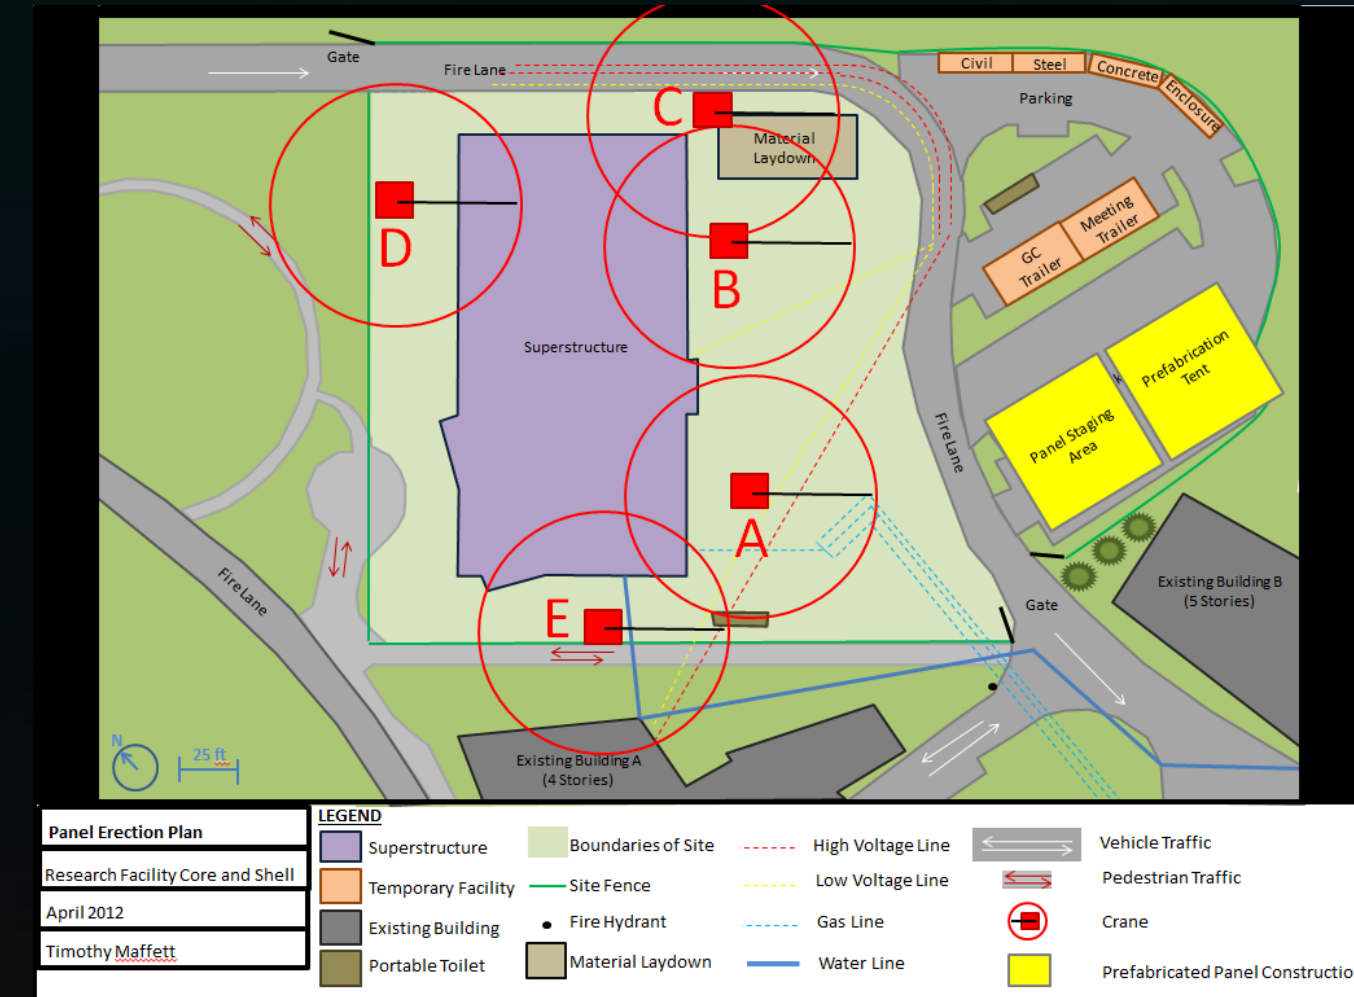 Gate
Fire Lane
Civil
Steel
Concrete
Enclosure
Parking
C
Material
Laydown
Meeting
Trailer
GC
Trailer
D
B
Superstructure
Prefabrication
Tent
k
Panel Staging
Area
Fire Lane
A
Existing Building B
(5 Stories)
Fire Lane
Gate
E
N
25 ft
Existing Building A
(4 Stories)
Panel Erection Plan
Research Facility Core and Shell
April 2012
Timothy Maffett
LEGEND
Superstructure
Temporary Facility
Existing Building
Portable Toilet
Boundaries of Site
Site Fence
Fire Hydrant
Material Laydown
High Voltage Line
Low Voltage Line
Gas Line
Water Line
Vehicle Traffic
Pedestrian Traffic
Crane
Prefabricated Panel Constructio